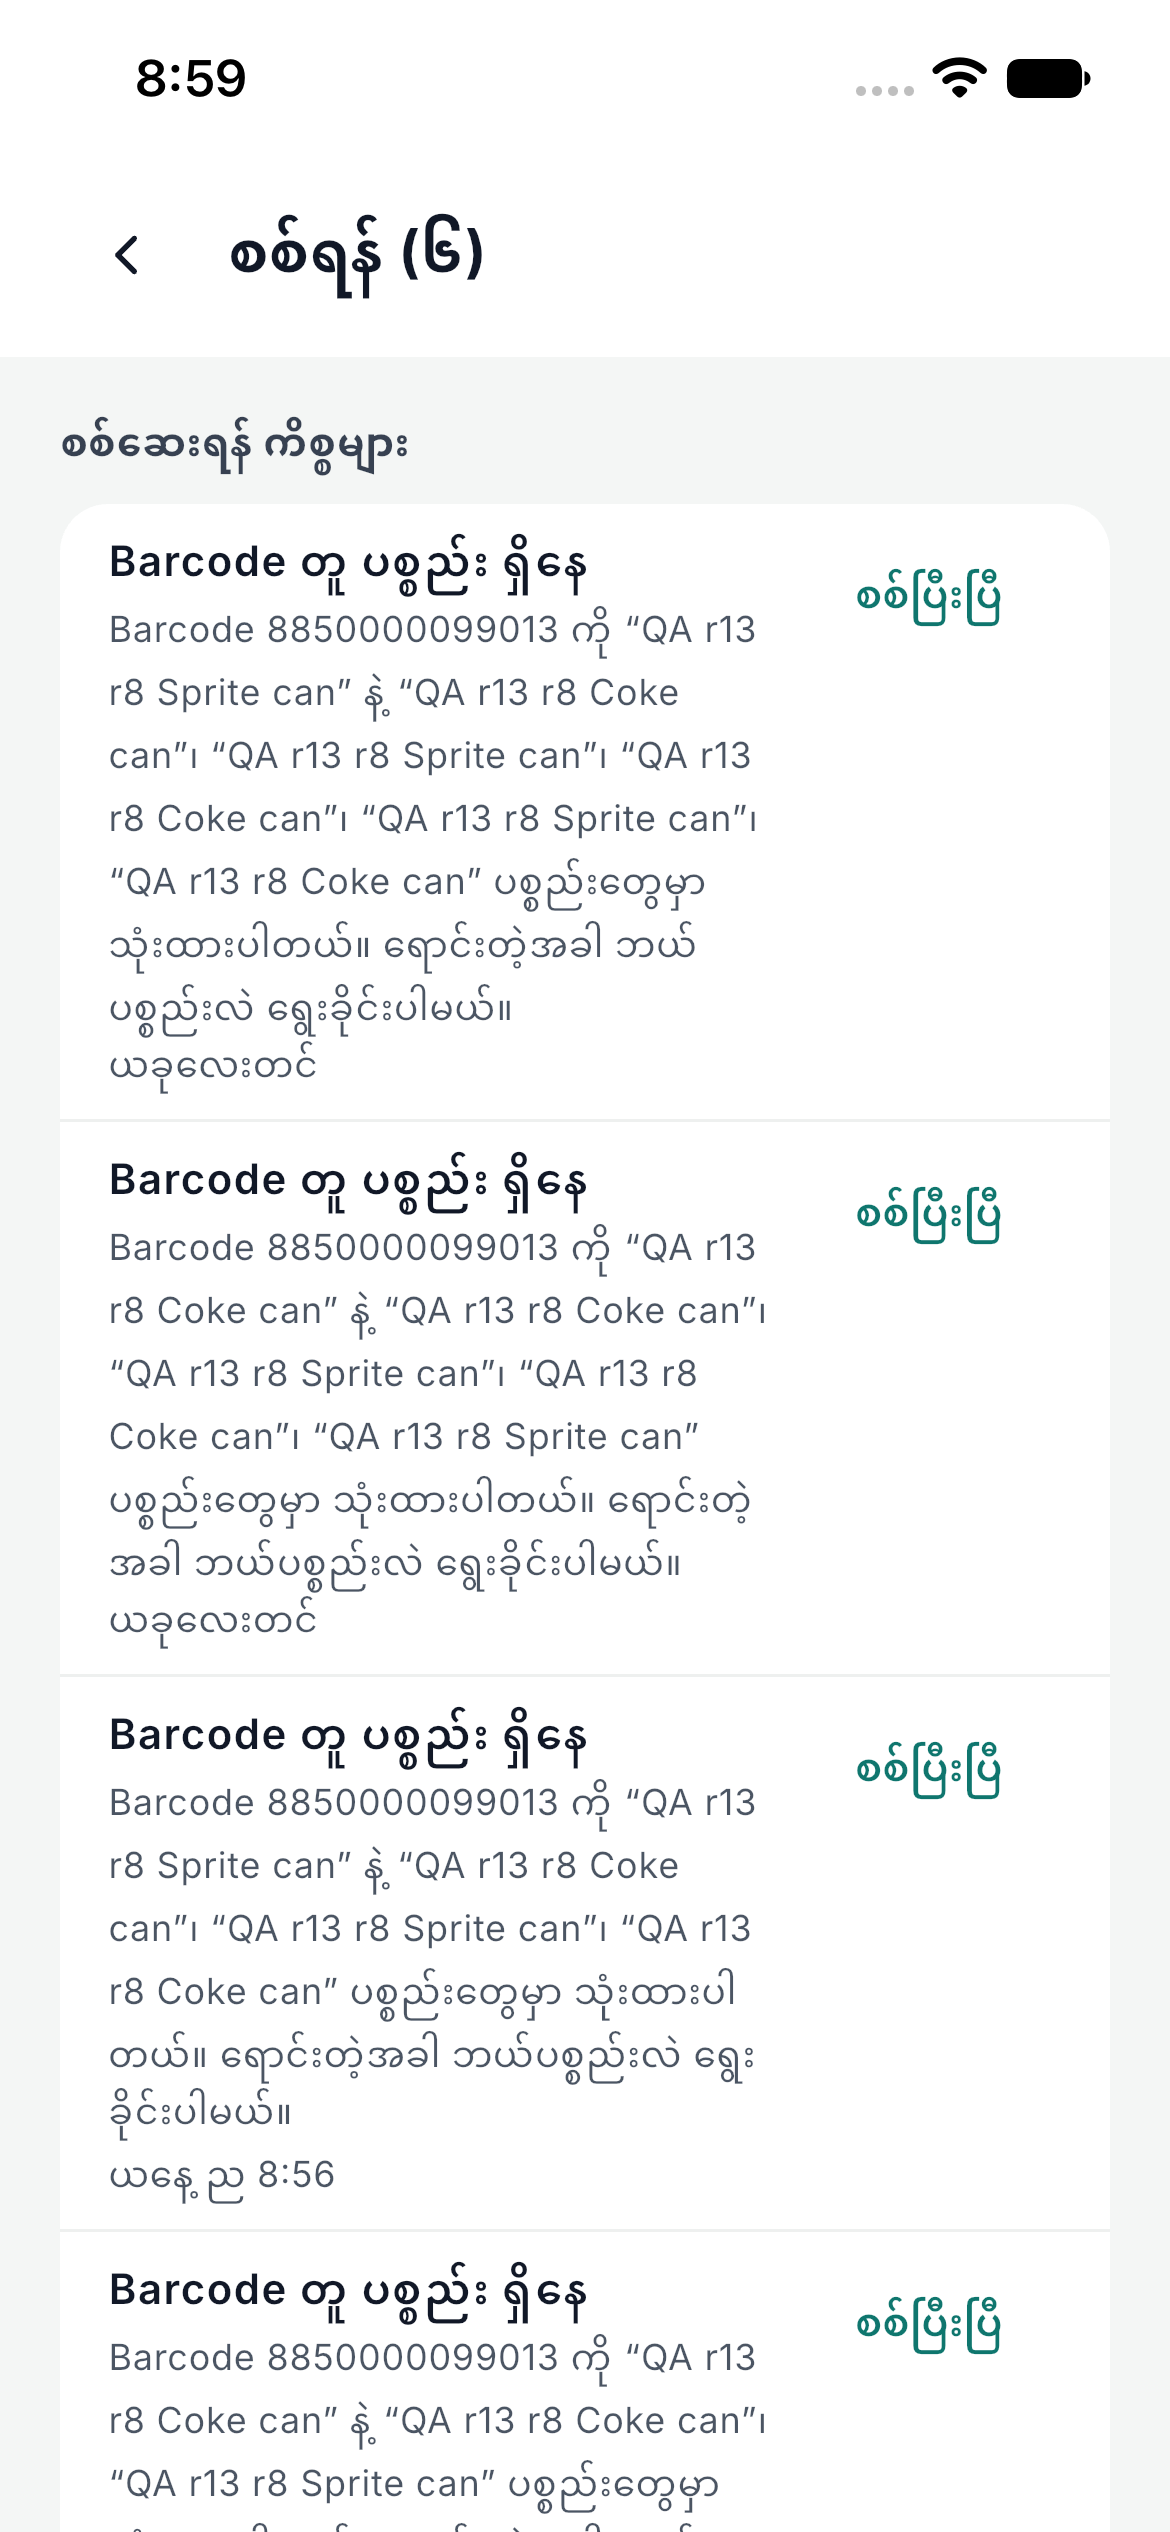 8:59
စစ်ရန် (၆)
စစ်ဆေးရန် ကိစ္စများ
Barcode တူ ပစ္စည်း ရှိနေ
စစ်ပြီးပြီ
Barcode 8850000099013 ကို “QA r13
r8 Sprite can” နဲ့ “QA r13 r8 Coke
can”၊ “QA r13 r8 Sprite can”၊ “QA r13
r8 Coke can”၊ “QA r13 r8 Sprite can”၊
“QA r13 r8 Coke can” ပစ္စည်းတွေမှာ
သုံးထားပါတယ်။ ရောင်းတဲ့အခါ ဘယ်
ပစ္စည်းလဲ ရွေးခိုင်းပါမယ်။
ယခုလေးတင်
Barcode တူ ပစ္စည်း ရှိနေ
စစ်ပြီးပြီ
Barcode 8850000099013 ကို “QA r13
r8 Coke can” နဲ့ “QA r13 r8 Coke can”၊
“QA r13 r8 Sprite can”၊ “QA r13 r8
Coke can”၊ “QA r13 r8 Sprite can”
ပစ္စည်းတွေမှာ သုံးထားပါတယ်။ ရောင်းတဲ့
အခါ ဘယ်ပစ္စည်းလဲ ရွေးခိုင်းပါမယ်။
ယခုလေးတင်
Barcode တူ ပစ္စည်း ရှိနေ
စစ်ပြီးပြီ
Barcode 8850000099013 ကို “QA r13
r8 Sprite can” နဲ့ “QA r13 r8 Coke
can”၊ “QA r13 r8 Sprite can”၊ “QA r13
r8 Coke can” ပစ္စည်းတွေမှာ သုံးထားပါ
တယ်။ ရောင်းတဲ့အခါ ဘယ်ပစ္စည်းလဲ ရွေး
ခိုင်းပါမယ်။
ယနေ့ ည 8:56
Barcode တူ ပစ္စည်း ရှိနေ
စစ်ပြီးပြီ
Barcode 8850000099013 ကို “QA r13
r8 Coke can” နဲ့ “QA r13 r8 Coke can”၊
“QA r13 r8 Sprite can” ပစ္စည်းတွေမှာ